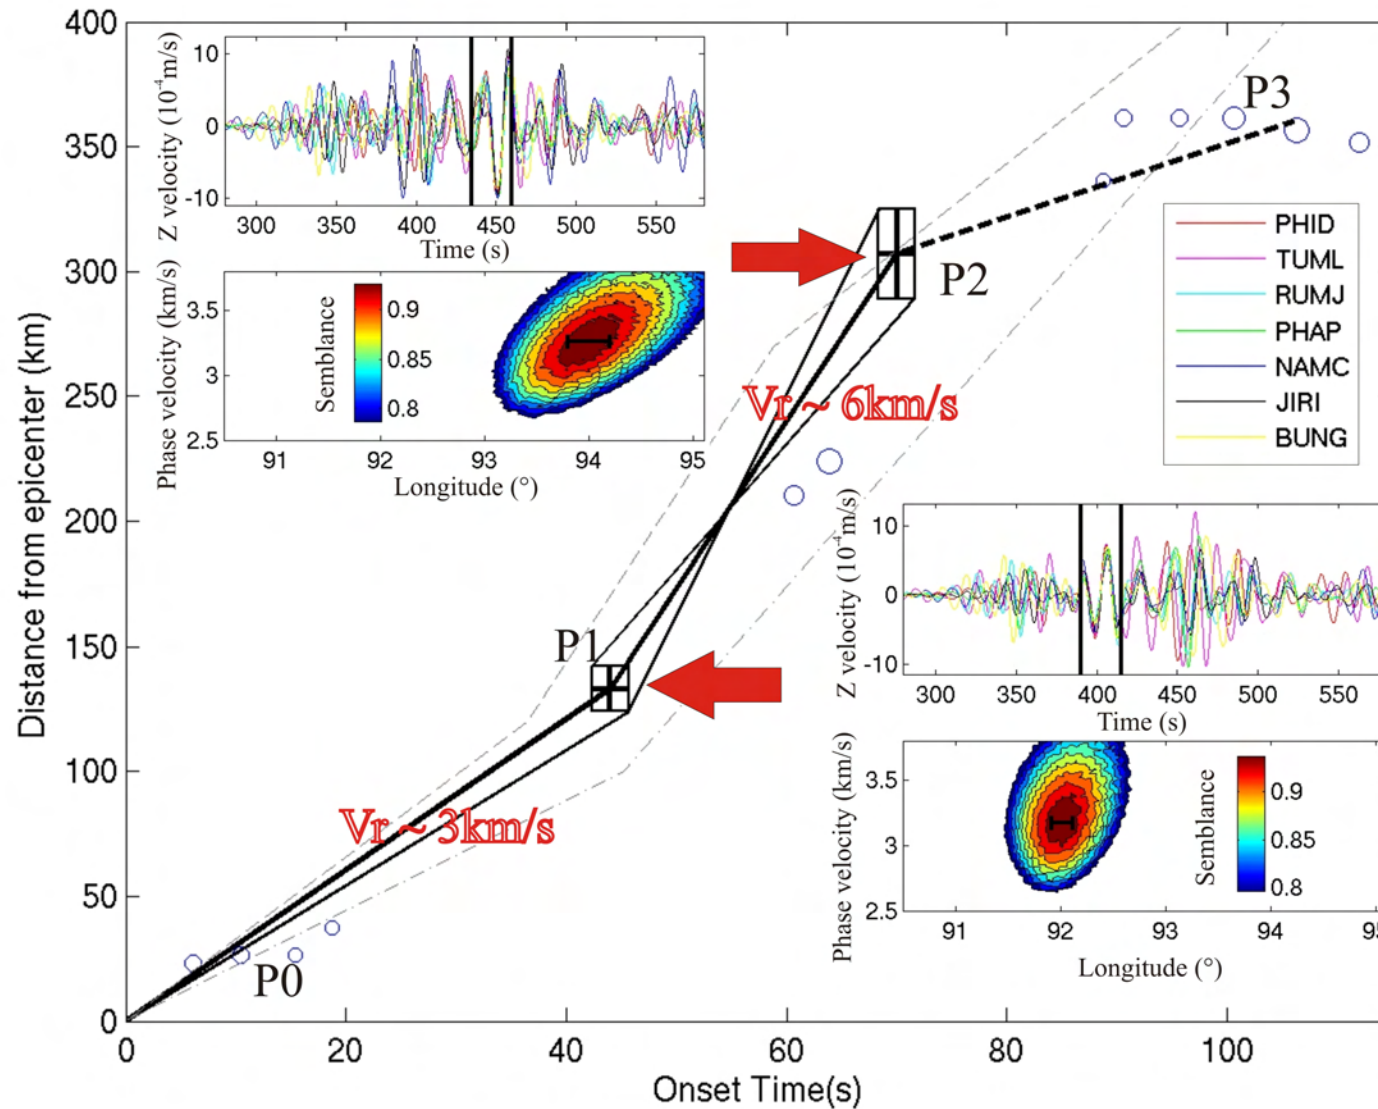 400
350
300
250
200
150
100
50
0
Distance from epicenter (km)
0 20 40 60 80 100
Onset Time(s)
Z velocity (10⁻⁴m/s)
10
0
-10
300 350 400 450 500 550
Time (s)
Phase velocity (km/s)
3.5
3
2.5
Semblance
0.9
0.85
0.8
91 92 93 94 95
Longitude (°)
P3
P2
Vr ~ 6km/s
P1
Vr ~ 3km/s
P0
PHID
TUML
RUMJ
PHAP
NAMC
JIRI
BUNG
Z velocity (10⁻⁴m/s)
10
0
-10
300 350 400 450 500 550
Time (s)
Phase velocity (km/s)
3.5
3
2.5
Semblance
0.9
0.85
0.8
91 92 93 94
Longitude (°)